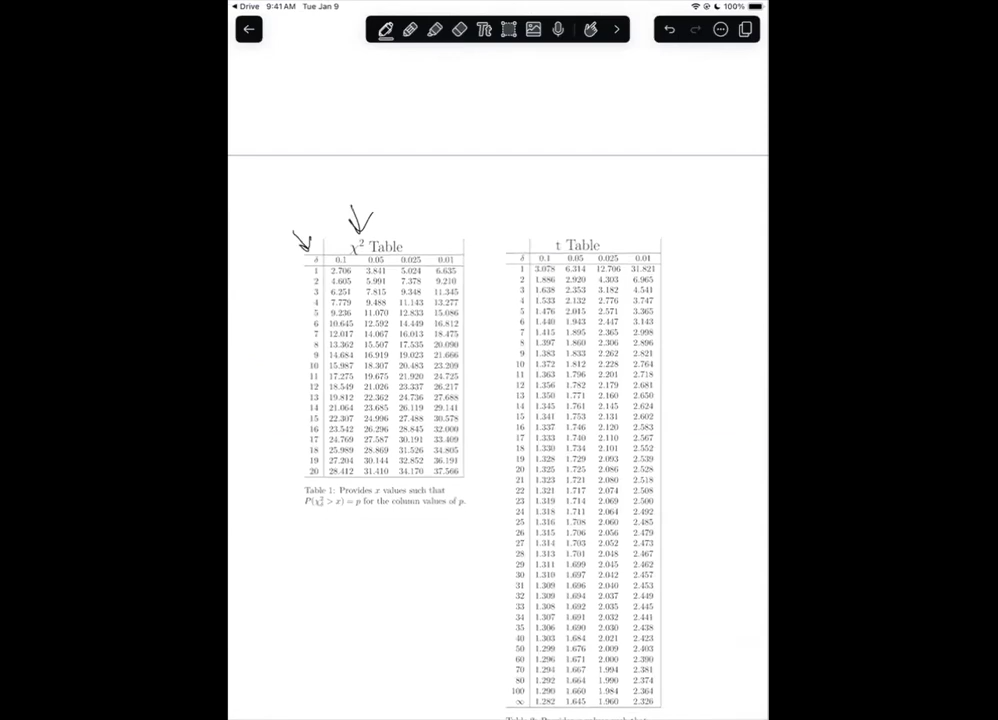 Drive 9:41 AM Tue Jan 9 100%
Tt
χ² Table
δ 0.1 0.05 0.025 0.01
1 2.706 3.841 5.024 6.635
2 4.605 5.991 7.378 9.210
3 6.251 7.815 9.348 11.345
4 7.779 9.488 11.143 13.277
5 9.236 11.070 12.833 15.086
6 10.645 12.592 14.449 16.812
7 12.017 14.067 16.013 18.475
8 13.362 15.507 17.535 20.090
9 14.684 16.919 19.023 21.666
10 15.987 18.307 20.483 23.209
11 17.275 19.675 21.920 24.725
12 18.549 21.026 23.337 26.217
13 19.812 22.362 24.736 27.688
14 21.064 23.685 26.119 29.141
15 22.307 24.996 27.488 30.578
16 23.542 26.296 28.845 32.000
17 24.769 27.587 30.191 33.409
18 25.989 28.869 31.526 34.805
19 27.204 30.144 32.852 36.191
20 28.412 31.410 34.170 37.566
Table 1: Provides x values such that
P(χ² > x) = p for the column values of p.
t Table
δ 0.1 0.05 0.025 0.01
1 3.078 6.314 12.706 31.821
2 1.886 2.920 4.303 6.965
3 1.638 2.353 3.182 4.541
4 1.533 2.132 2.776 3.747
5 1.476 2.015 2.571 3.365
6 1.440 1.943 2.447 3.143
7 1.415 1.895 2.365 2.998
8 1.397 1.860 2.306 2.896
9 1.383 1.833 2.262 2.821
10 1.372 1.812 2.228 2.764
11 1.363 1.796 2.201 2.718
12 1.356 1.782 2.179 2.681
13 1.350 1.771 2.160 2.650
14 1.345 1.761 2.145 2.624
15 1.341 1.753 2.131 2.602
16 1.337 1.746 2.120 2.583
17 1.333 1.740 2.110 2.567
18 1.330 1.734 2.101 2.552
19 1.328 1.729 2.093 2.539
20 1.325 1.725 2.086 2.528
21 1.323 1.721 2.080 2.518
22 1.321 1.717 2.074 2.508
23 1.319 1.714 2.069 2.500
24 1.318 1.711 2.064 2.492
25 1.316 1.708 2.060 2.485
26 1.315 1.706 2.056 2.479
27 1.314 1.703 2.052 2.473
28 1.313 1.701 2.048 2.467
29 1.311 1.699 2.045 2.462
30 1.310 1.697 2.042 2.457
31 1.309 1.696 2.040 2.453
32 1.309 1.694 2.037 2.449
33 1.308 1.692 2.035 2.445
34 1.307 1.691 2.032 2.441
35 1.306 1.690 2.030 2.438
40 1.303 1.684 2.021 2.423
50 1.299 1.676 2.009 2.403
60 1.296 1.671 2.000 2.390
70 1.294 1.667 1.994 2.381
80 1.292 1.664 1.990 2.374
100 1.290 1.660 1.984 2.364
∞ 1.282 1.645 1.960 2.326